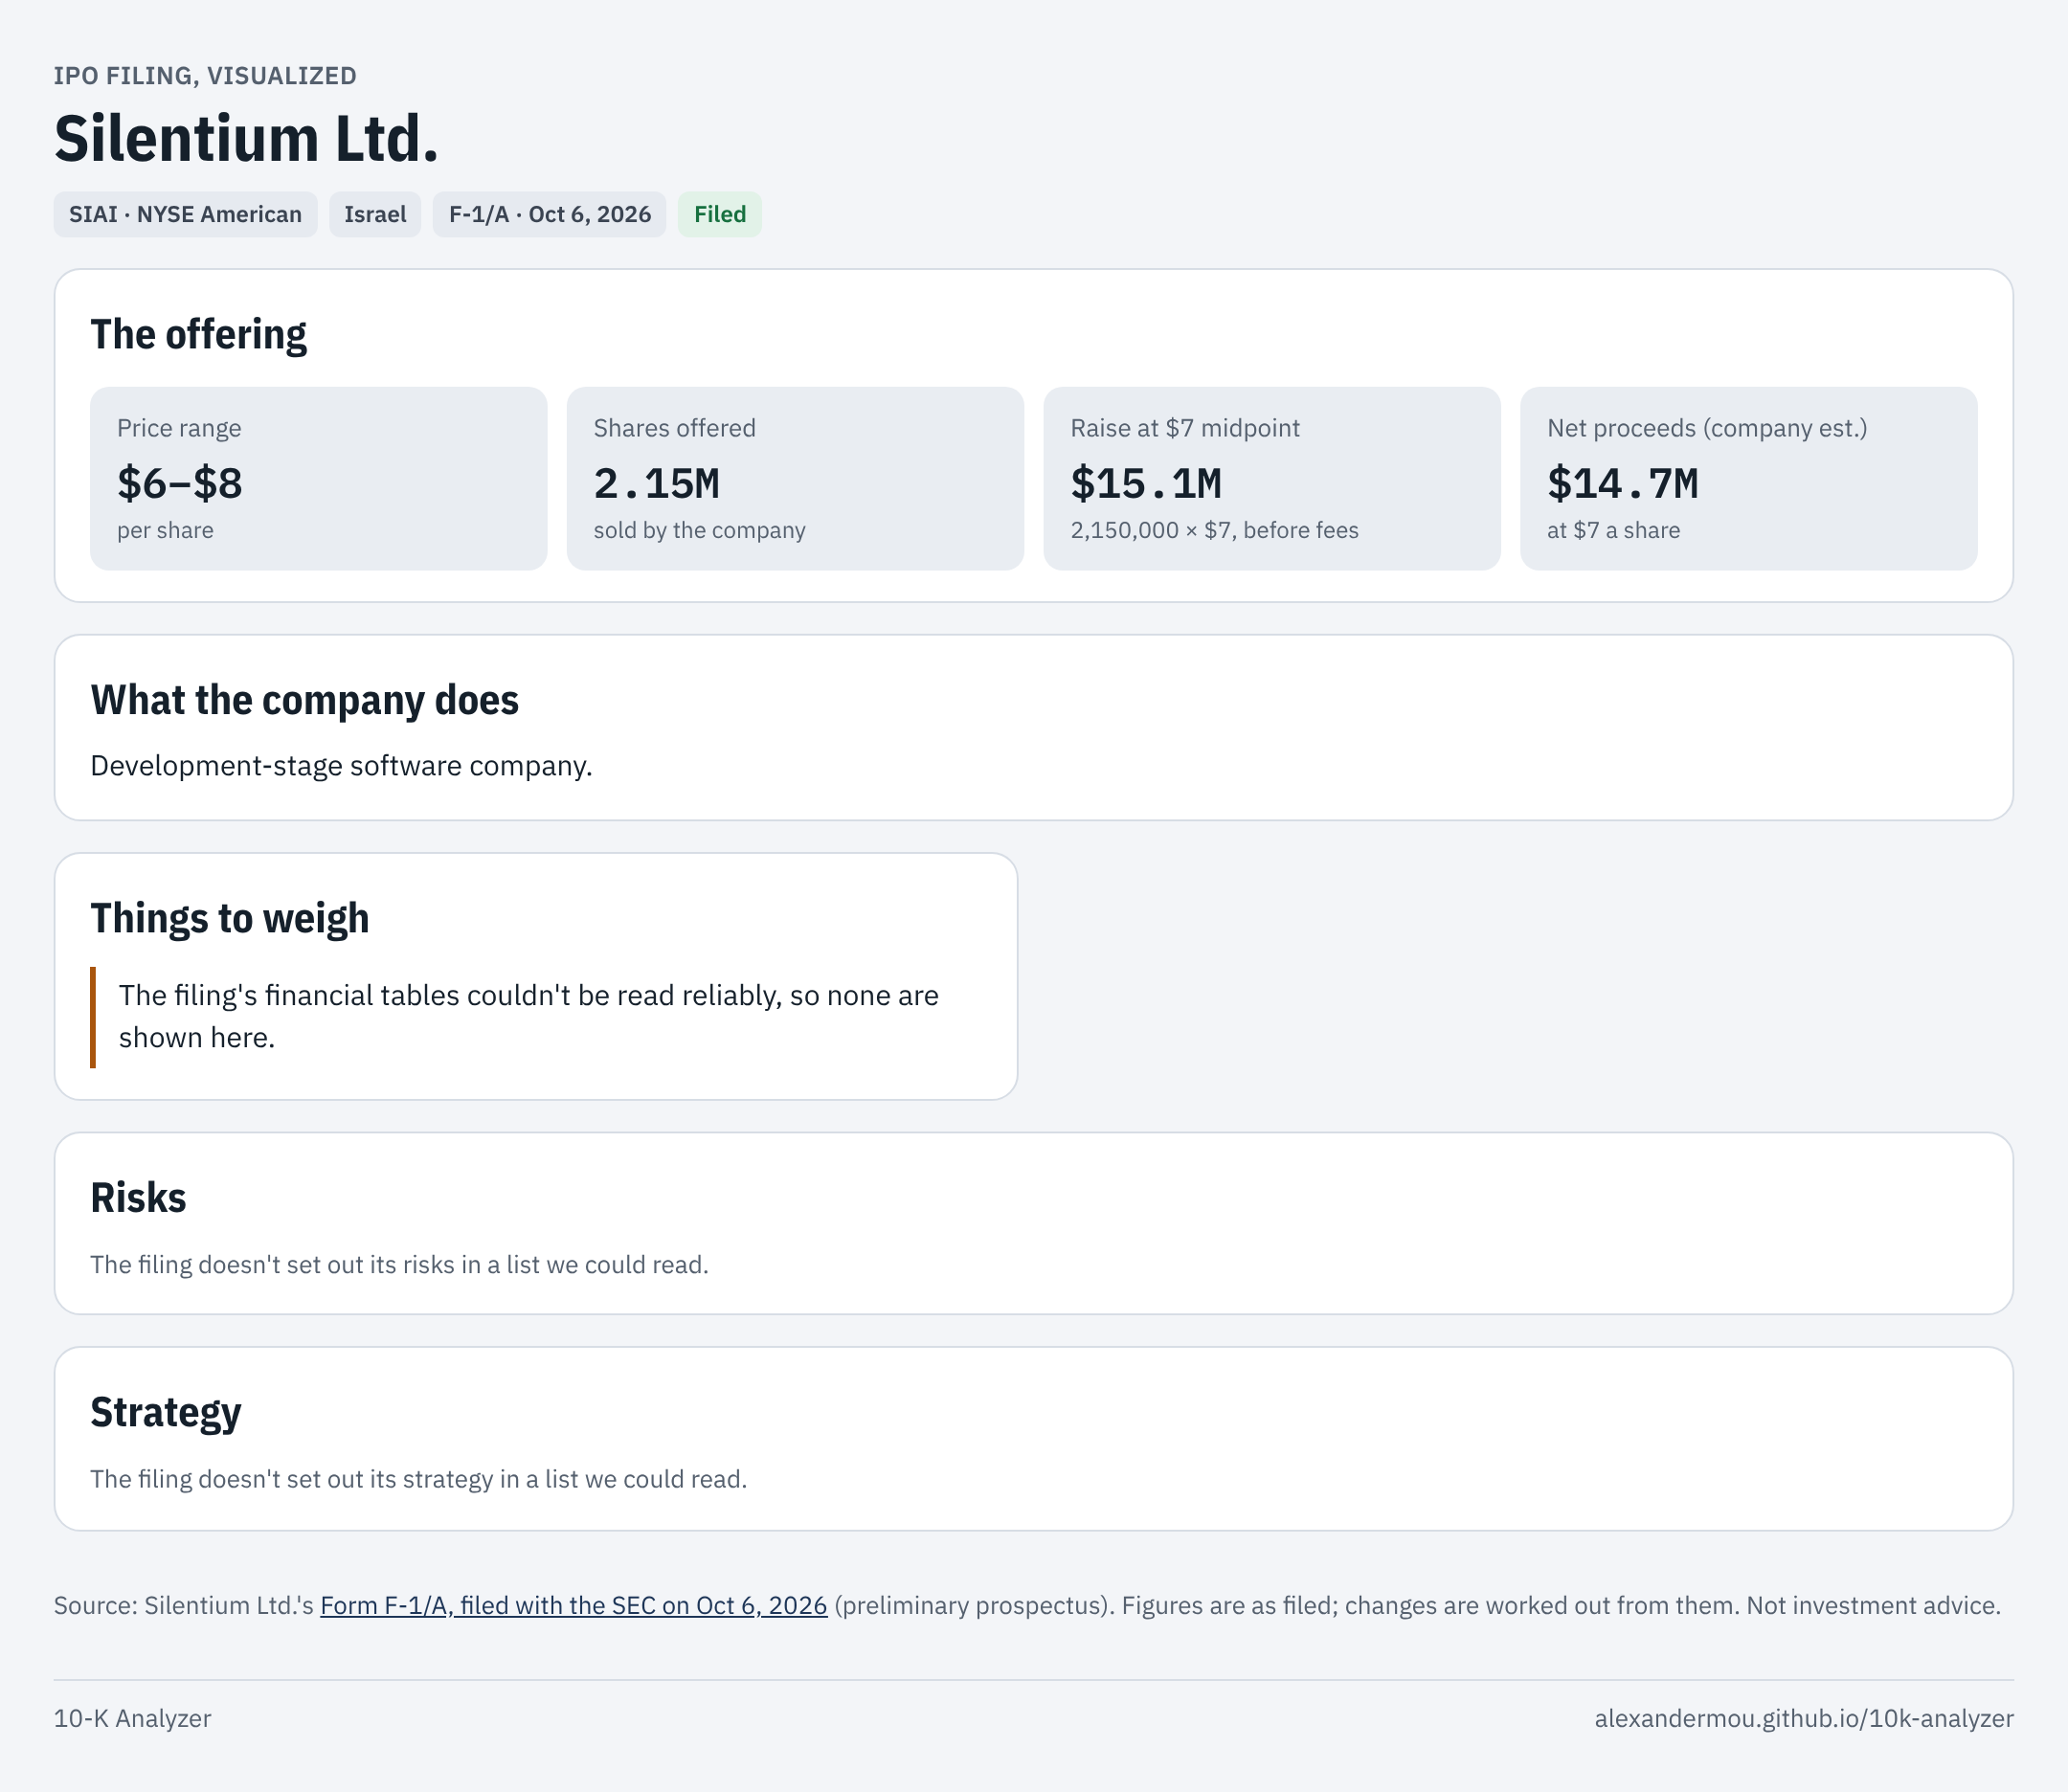 IPO FILING, VISUALIZED
Silentium Ltd.
SIAI · NYSE American
Israel
F-1/A · Oct 6, 2026
Filed
The offering
Price range
$6–$8
per share
Shares offered
2.15M
sold by the company
Raise at $7 midpoint
$15.1M
2,150,000 × $7, before fees
Net proceeds (company est.)
$14.7M
at $7 a share
What the company does
Development-stage software company.
Things to weigh
The filing's financial tables couldn't be read reliably, so none are
shown here.
Risks
The filing doesn't set out its risks in a list we could read.
Strategy
The filing doesn't set out its strategy in a list we could read.
Source: Silentium Ltd.'s Form F-1/A, filed with the SEC on Oct 6, 2026 (preliminary prospectus). Figures are as filed; changes are worked out from them. Not investment advice.
10-K Analyzer
alexandermou.github.io/10k-analyzer